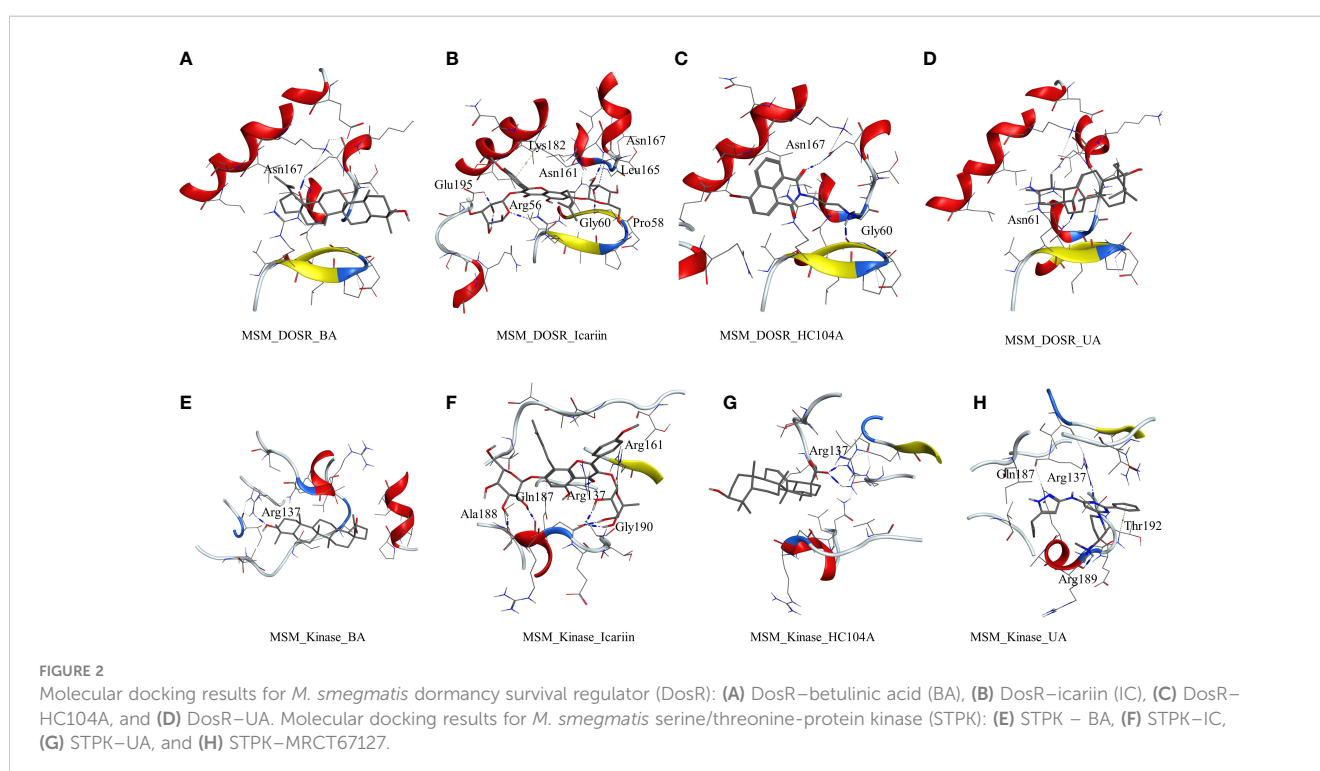 A
B
C
D
Asn167
Tys182
Asn167
Asn161
Leu165
Glu195
Arg56
Gly60
Pro58
Asn167
Gly60
Asn61
MSM_DOSR_BA
MSM_DOSR_Icariin
MSM_DOSR_HC104A
MSM_DOSR_UA
E
F
G
H
Arg137
Arg161
Gln187
Arg137
Ala188
Gly190
Arg137
Gln187
Arg137
Thr192
Arg189
MSM_Kinase_BA
MSM_Kinase_Icariin
MSM_Kinase_HC104A
MSM_Kinase_UA
FIGURE 2
Molecular docking results for M. smegmatis dormancy survival regulator (DosR): (A) DosR–betulinic acid (BA), (B) DosR–icariin (IC), (C) DosR–
HC104A, and (D) DosR–UA. Molecular docking results for M. smegmatis serine/threonine-protein kinase (STPK): (E) STPK – BA, (F) STPK–IC,
(G) STPK–UA, and (H) STPK–MRCT67127.